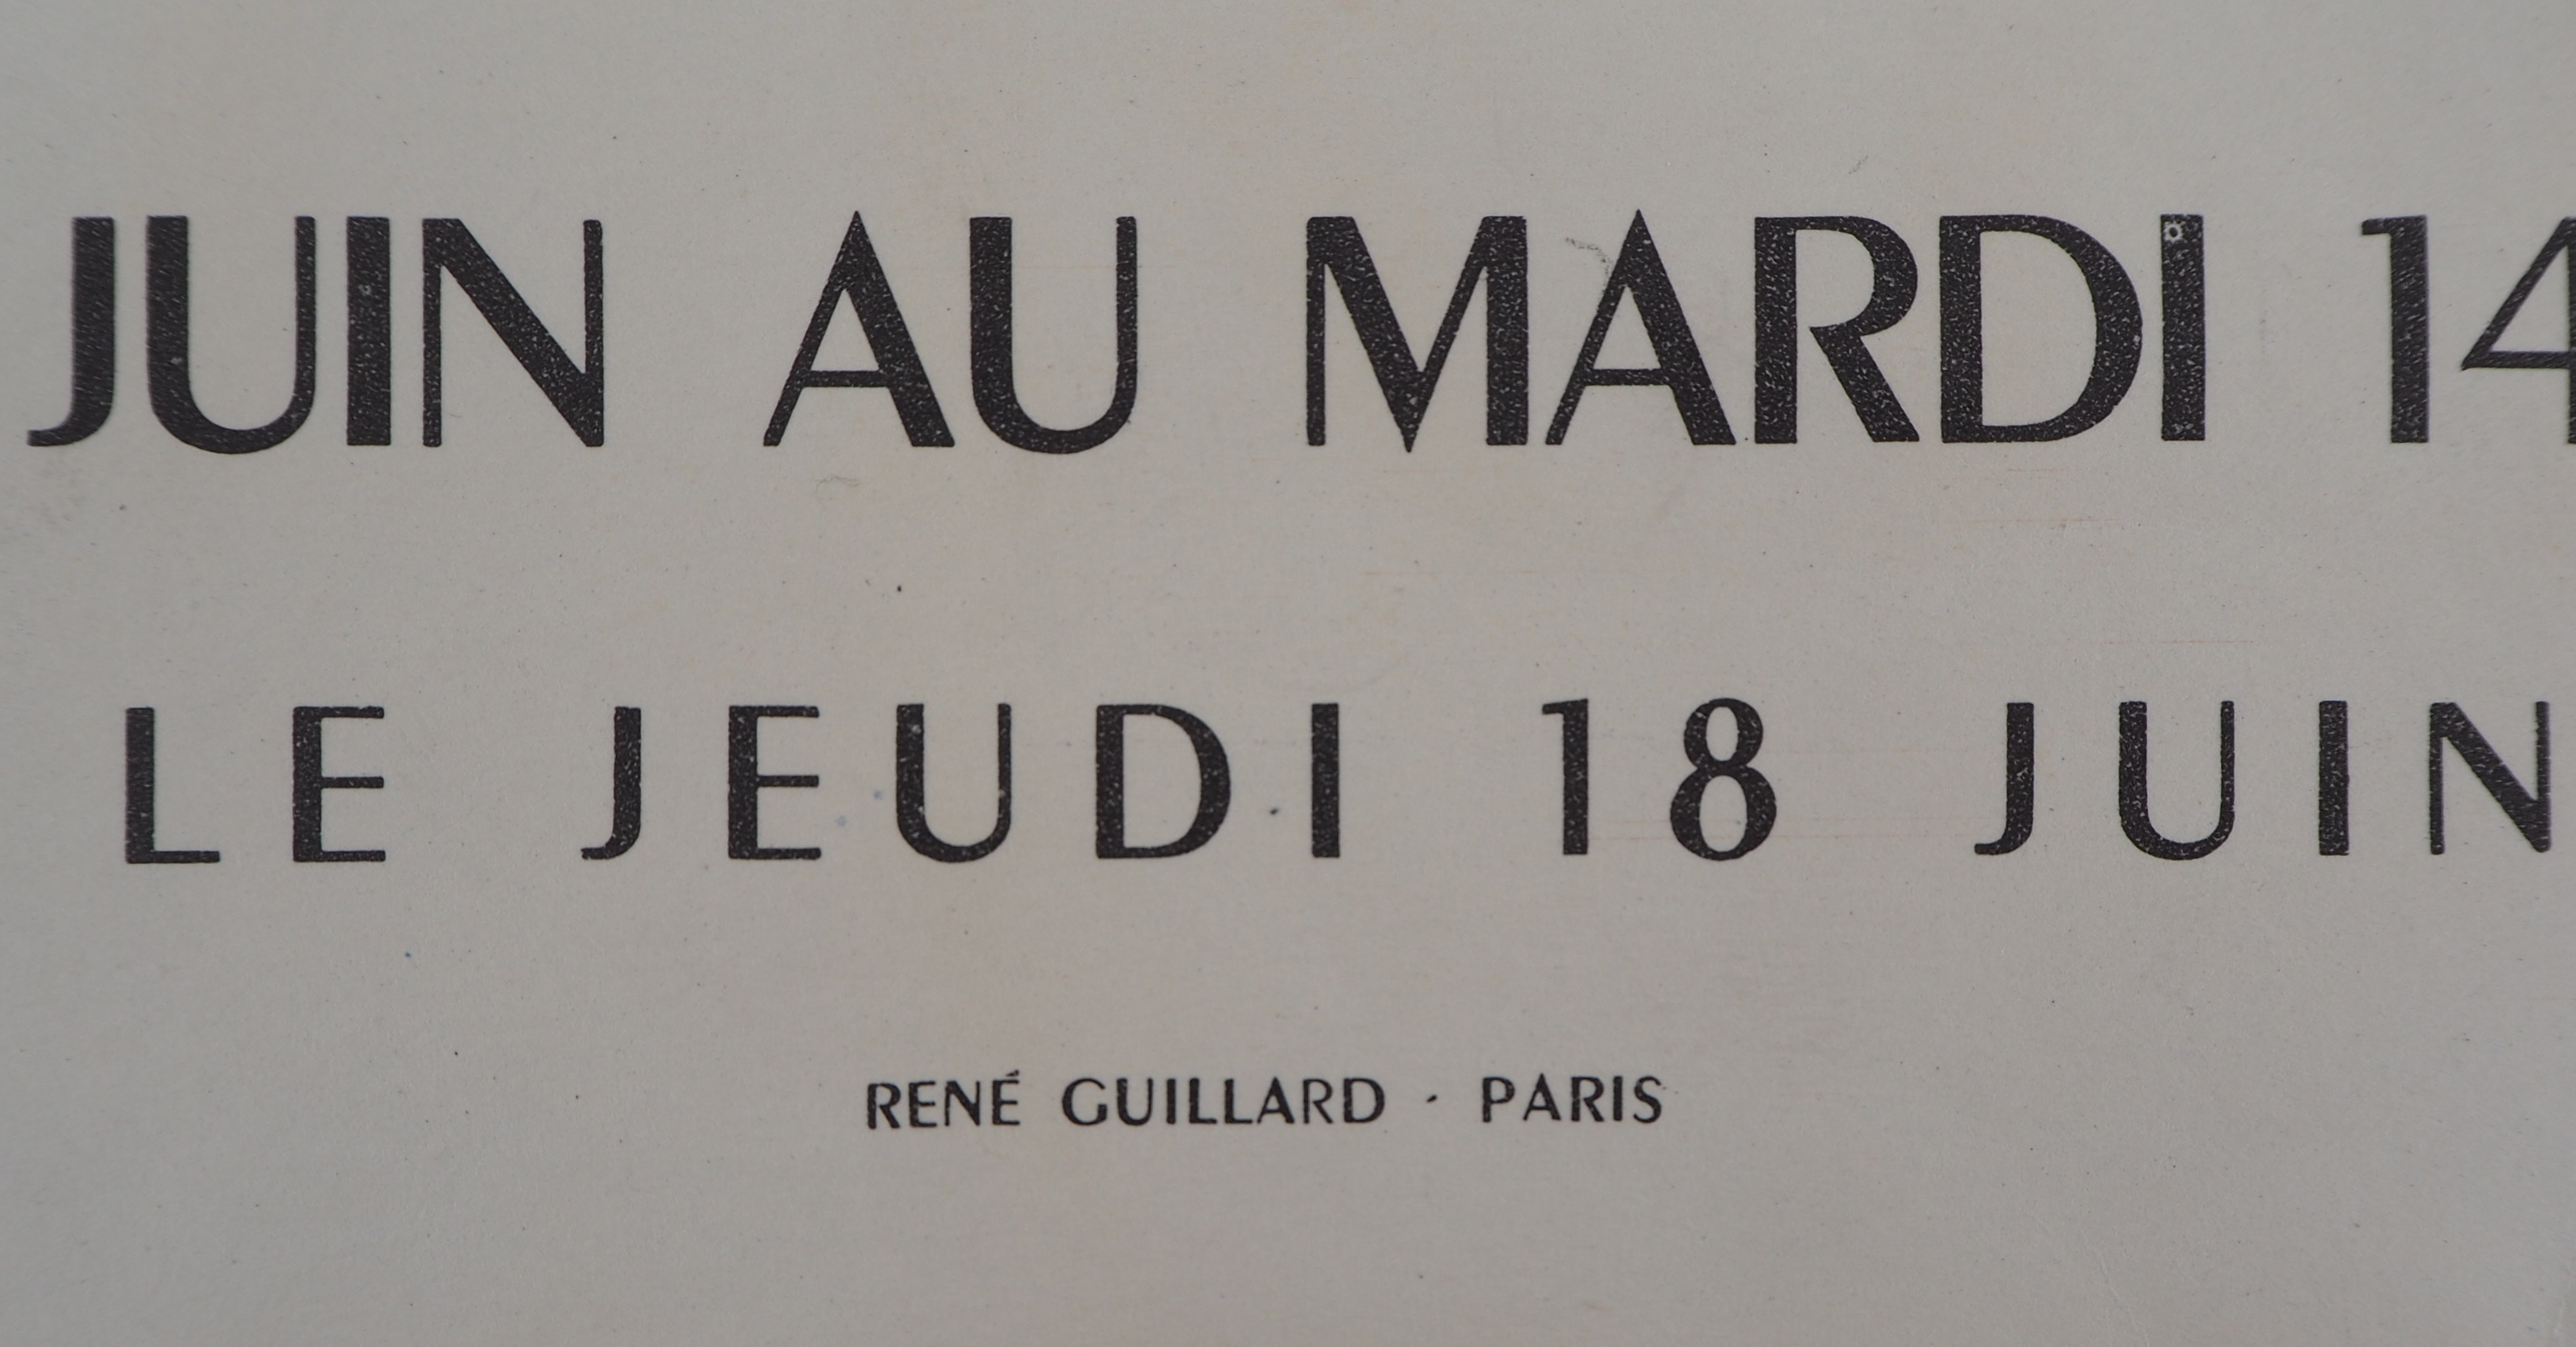 JUIN AU MARDI 14
LE JEUDI 18 JUIN
RENÉ GUILLARD · PARIS